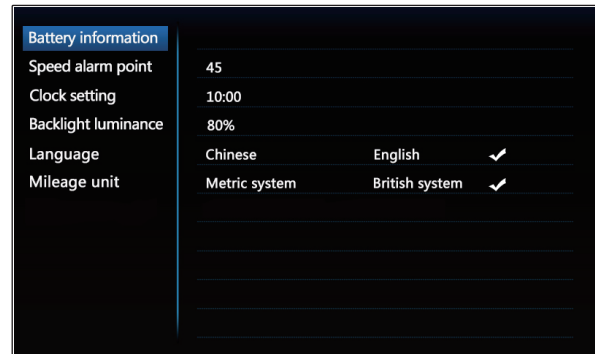 Battery information
Speed alarm point 45
Clock setting 10:00
Backlight luminance 80%
Language Chinese English ✓
Mileage unit Metric system British system ✓